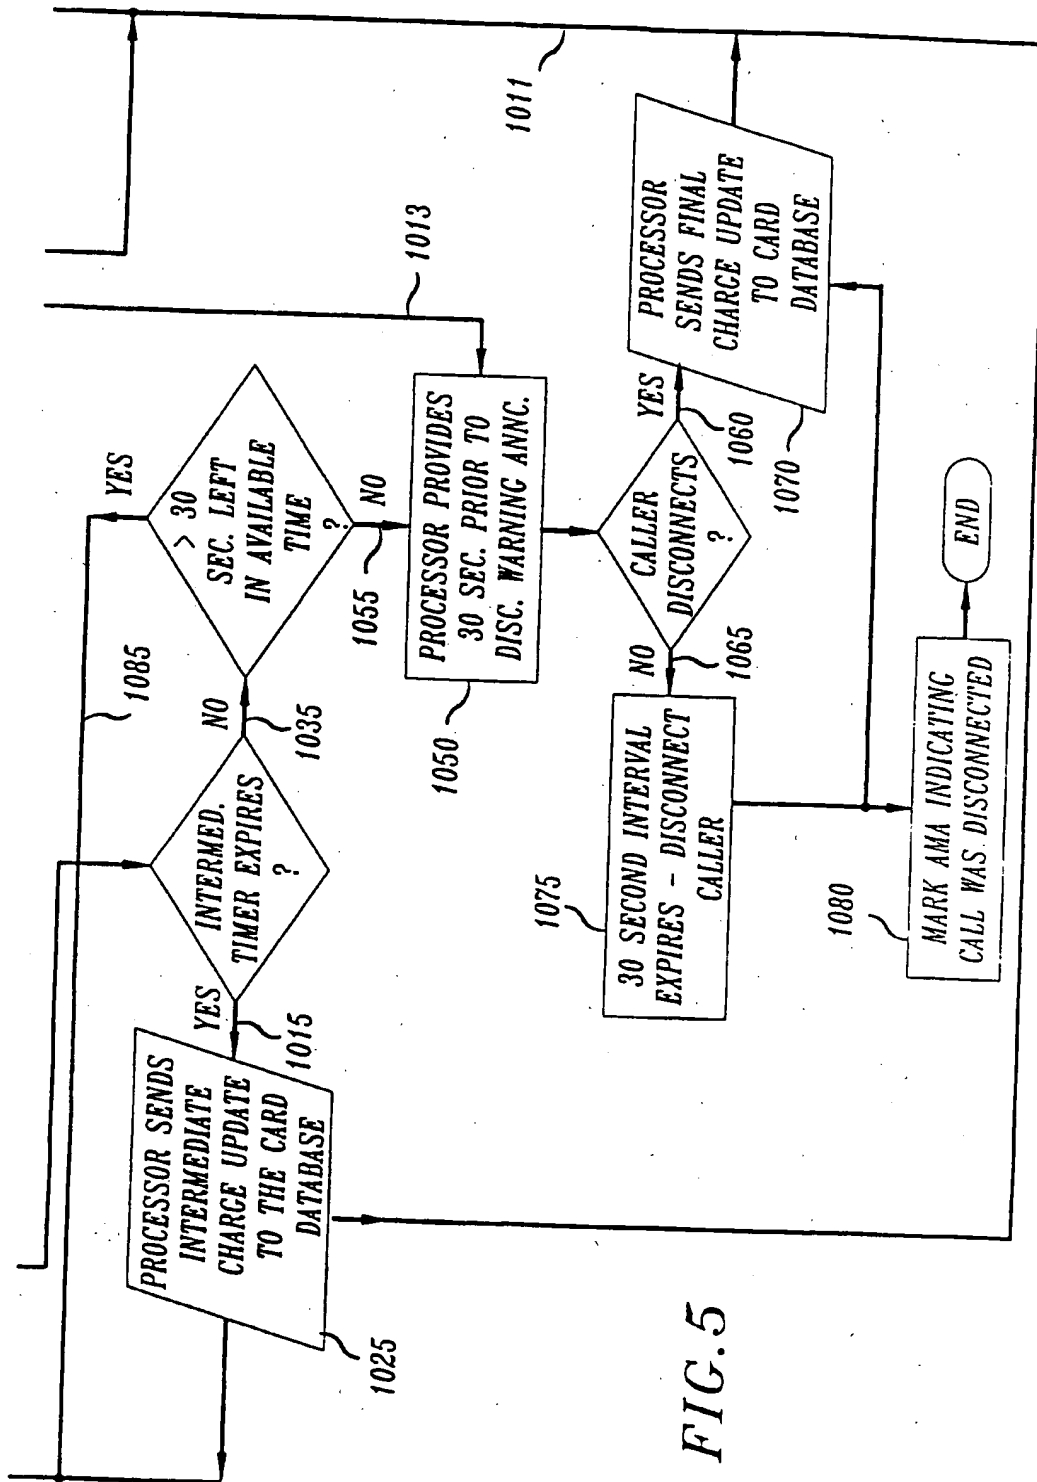 PROCESSOR SENDS
INTERMEDIATE
CHARGE UPDATE
TO THE CARD
DATABASE
1025
YES
1015
INTERMED.
TIMER EXPIRES
?
NO
1035
1085
YES
> 30
SEC. LEFT
IN AVAILABLE
TIME
?
NO
1055
1013
PROCESSOR PROVIDES
30 SEC. PRIOR TO
DISC. WARNING ANNC.
1050
CALLER
DISCONNECTS
?
YES
1060
NO
1065
1011
PROCESSOR
SENDS FINAL
CHARGE UPDATE
TO CARD
DATABASE
1070
30 SECOND INTERVAL
EXPIRES - DISCONNECT
CALLER
1075
MARK AMA INDICATING
CALL WAS DISCONNECTED
1080
END
FIG.5